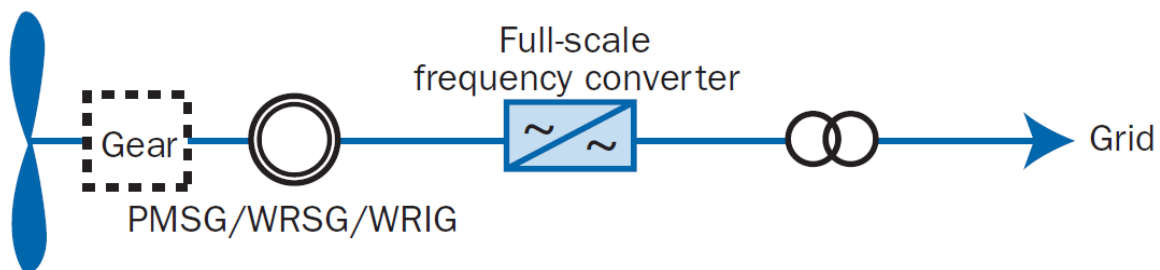 Full-scale
frequency converter
Gear
~
~
Grid
PMSG/WRSG/WRIG